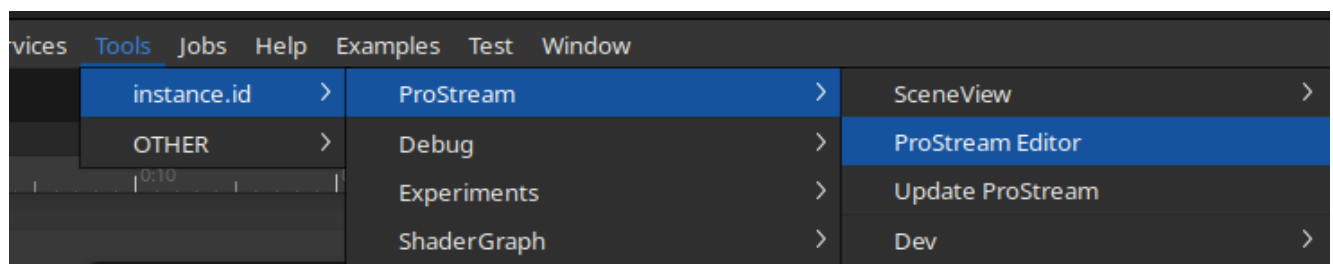 rvices Tools Jobs Help Examples Test Window
instance.id ProStream SceneView
OTHER Debug ProStream Editor
0:10 Experiments Update ProStream
ShaderGraph Dev